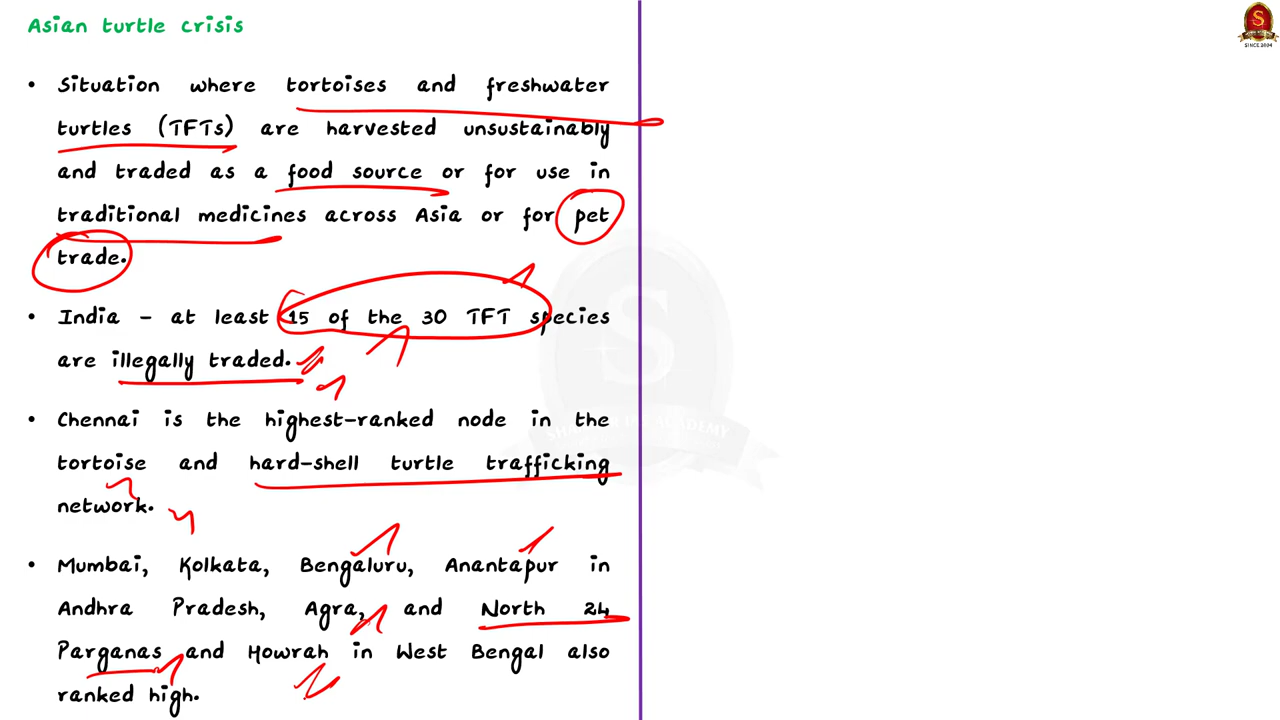 Asian turtle crisis
• Situation where tortoises and freshwater
turtles (TFTs) are harvested unsustainably
and traded as a food source or for use in
traditional medicines across Asia or for pet
trade.
• India - at least 15 of the 30 TFT species
are illegally traded.
• Chennai is the highest-ranked node in the
tortoise and hard-shell turtle trafficking
network.
• Mumbai, Kolkata, Bengaluru, Anantapur in
Andhra Pradesh, Agra, and North 24
Parganas and Howrah in West Bengal also
ranked high.
S
SINCE 2004